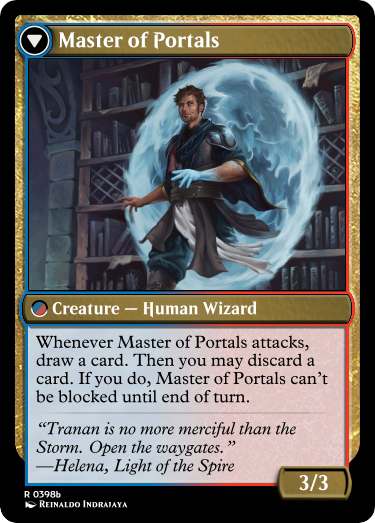 Master of Portals
Creature — Human Wizard
Whenever Master of Portals attacks,
draw a card. Then you may discard a
card. If you do, Master of Portals can't
be blocked until end of turn.
“Tranan is no more merciful than the
Storm. Open the waygates.”
—Helena, Light of the Spire
3/3
R 0398b
Reinaldo Indrajaya